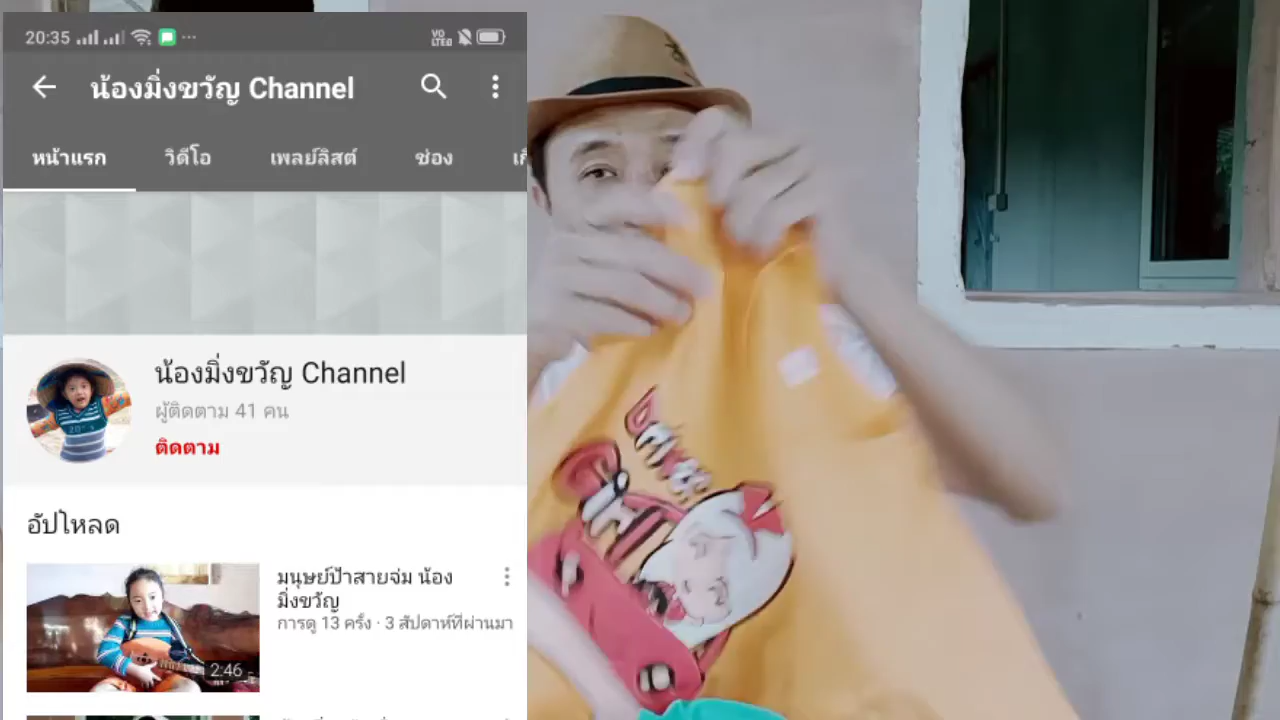 20:35
VO
LTE
น้องมิ่งขวัญ Channel
หน้าแรก วิดีโอ เพลย์ลิสต์ ช่อง
น้องมิ่งขวัญ Channel
ผู้ติดตาม 41 คน
ติดตาม
อัปโหลด
มนุษย์ป้าสายจ่ม น้อง
มิ่งขวัญ
การดู 13 ครั้ง · 3 สัปดาห์ที่ผ่านมา
2:46